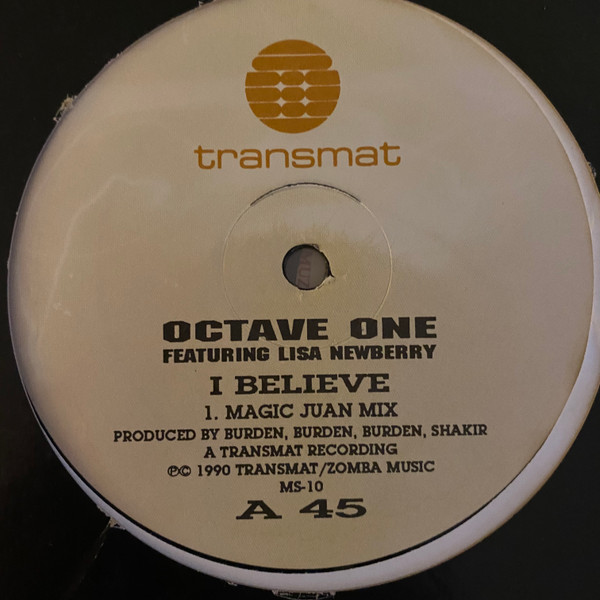 transmat
OCTAVE ONE
FEATURING LISA NEWBERRY
I BELIEVE
1. MAGIC JUAN MIX
PRODUCED BY BURDEN, BURDEN, BURDEN, SHAKIR
A TRANSMAT RECORDING
℗© 1990 TRANSMAT/ZOMBA MUSIC
MS-10
A 45